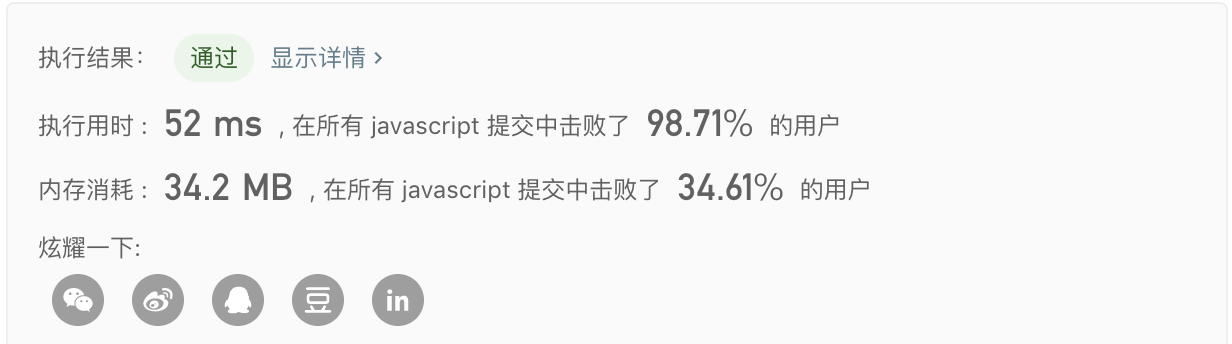 执行结果： 通过 显示详情 ›
执行用时 : 52 ms , 在所有 javascript 提交中击败了 98.71% 的用户
内存消耗 : 34.2 MB , 在所有 javascript 提交中击败了 34.61% 的用户
炫耀一下:
豆 in